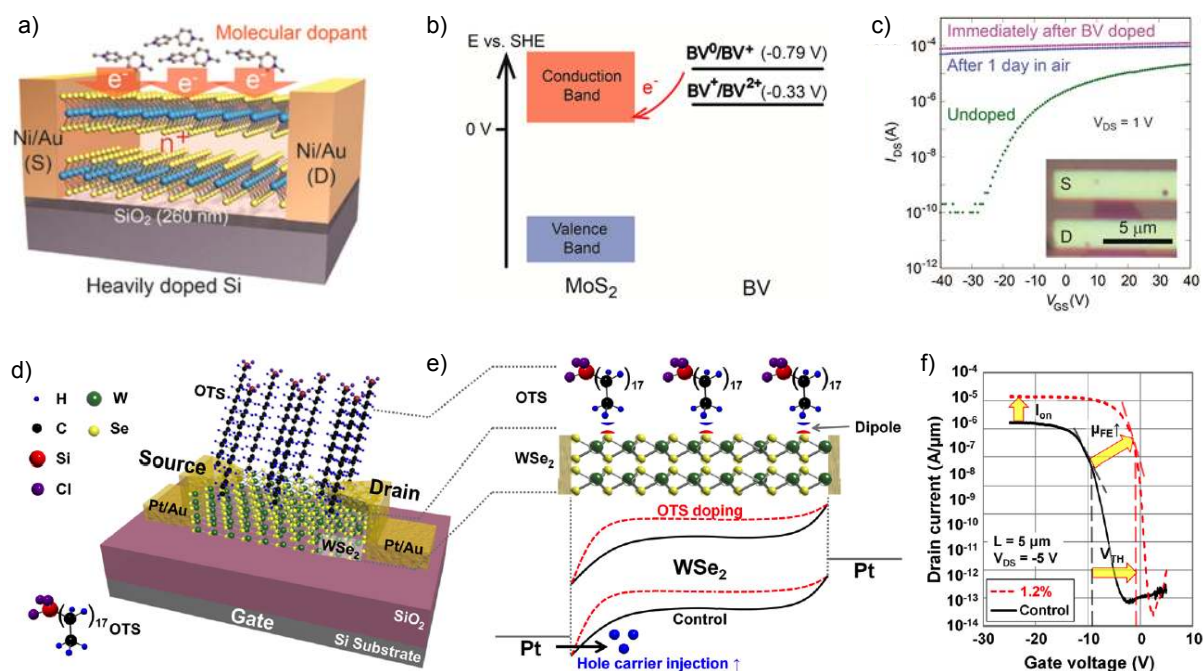 a)
Molecular dopant
e⁻ e⁻ e⁻
Ni/Au
(S)
n⁺
Ni/Au
(D)
SiO₂ (260 nm)
Heavily doped Si
b)
E vs. SHE
0 V
Conduction
Band
Valence
Band
MoS₂
e⁻
BV⁰/BV⁺ (-0.79 V)
BV⁺/BV²⁺ (-0.33 V)
BV
c)
Immediately after BV doped
After 1 day in air
Undoped
V_DS = 1 V
S
D
5 μm
I_DS (A)
10⁻⁴
10⁻⁶
10⁻⁸
10⁻¹⁰
10⁻¹²
-40 -30 -20 -10 0 10 20 30 40
V_GS(V)
d)
H
C
Si
Cl
W
Se
OTS
Source
Drain
Pt/Au
Pt/Au
WSe₂
SiO₂
Gate
Si Substrate
( )₁₇ OTS
e)
OTS
( )₁₇ ( )₁₇ ( )₁₇
Dipole
WSe₂
OTS doping
WSe₂
Control
Pt
Pt
Hole carrier injection ↑
f)
Drain current (A/μm)
10⁻⁴
10⁻⁵
10⁻⁶
10⁻⁷
10⁻⁸
10⁻⁹
10⁻¹⁰
10⁻¹¹
10⁻¹²
10⁻¹³
10⁻¹⁴
I_on
μ_FE↑
L = 5 μm
V_DS = -5 V
V_TH
1.2%
Control
-30 -20 -10 0 10
Gate voltage (V)